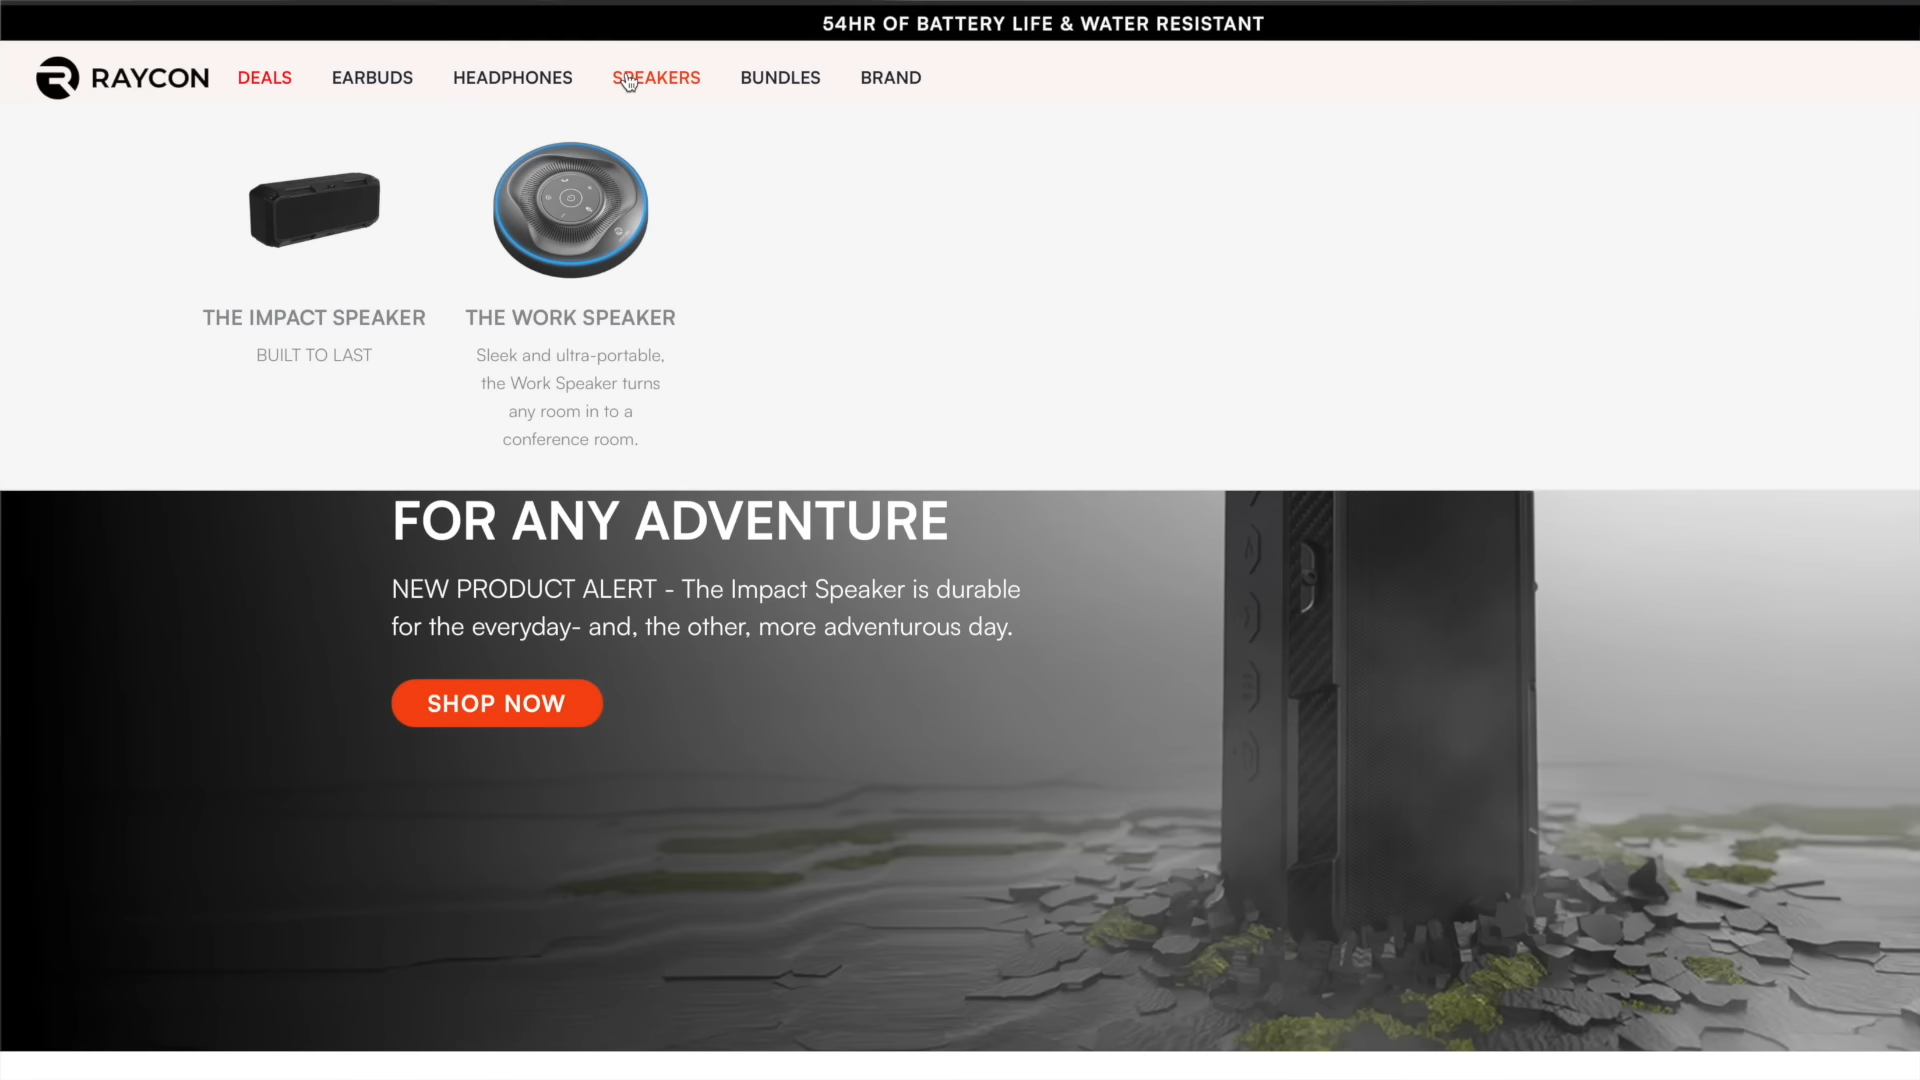 54HR OF BATTERY LIFE & WATER RESISTANT
RAYCON
DEALS
EARBUDS
HEADPHONES
SPEAKERS
BUNDLES
BRAND
THE IMPACT SPEAKER
BUILT TO LAST
THE WORK SPEAKER
Sleek and ultra-portable,
the Work Speaker turns
any room in to a
conference room.
FOR ANY ADVENTURE
NEW PRODUCT ALERT - The Impact Speaker is durable
for the everyday- and, the other, more adventurous day.
SHOP NOW